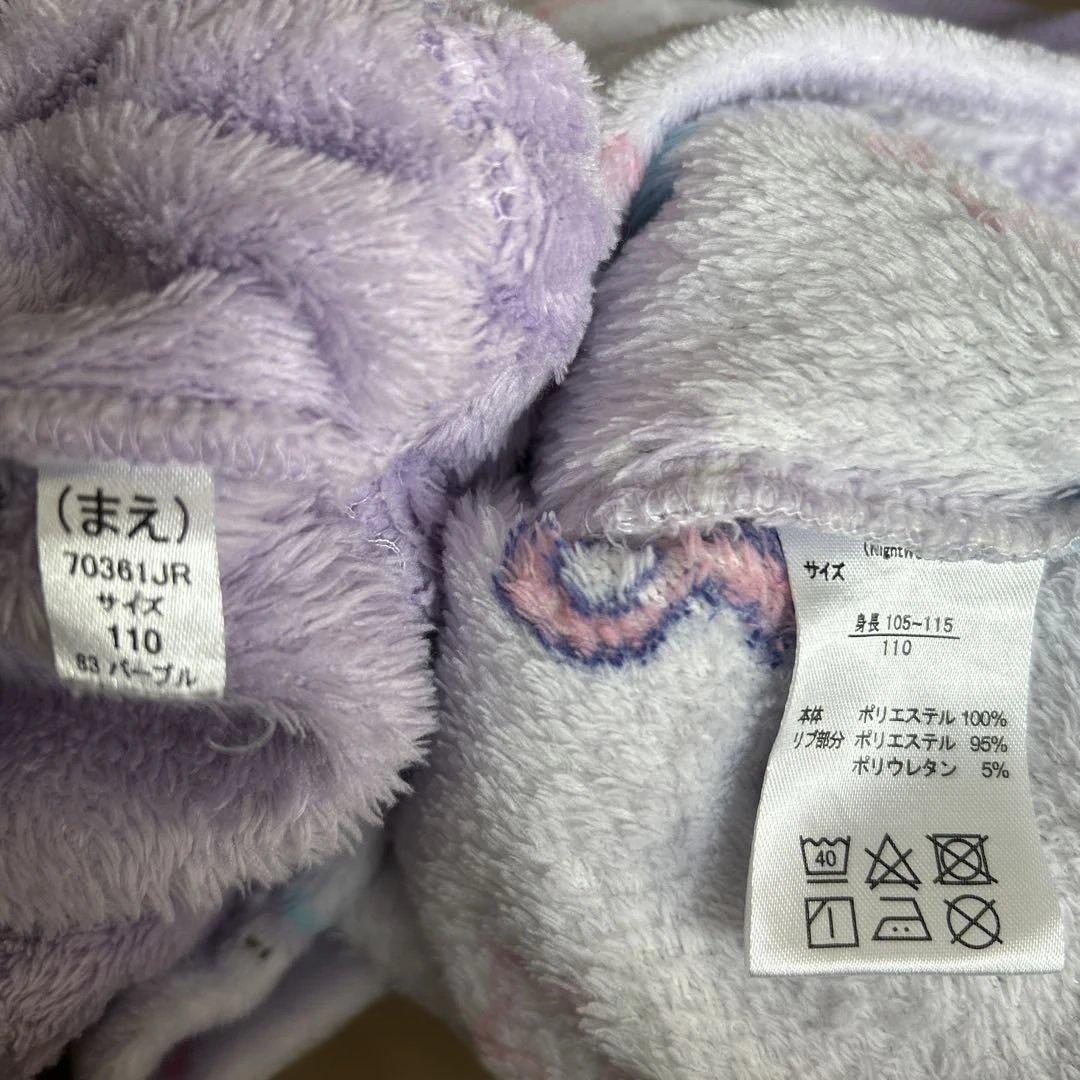 (まえ)
70361JR
サイズ
110
83 パープル
サイズ
身長 105~115
110
本体 ポリエステル 100%
リブ部分 ポリエステル 95%
ポリウレタン 5%
40